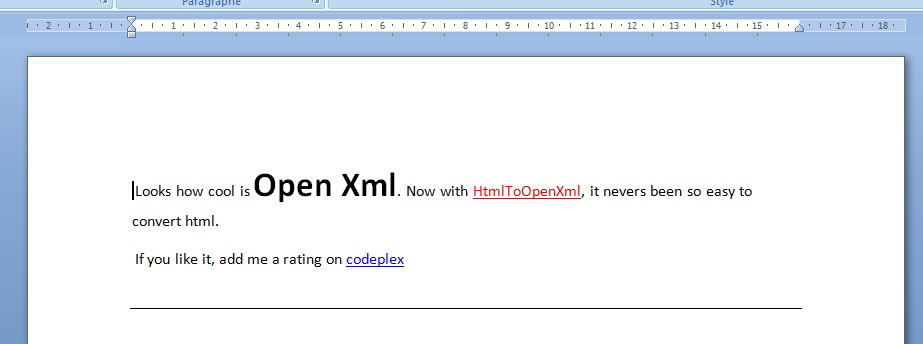 Paragraphe Style
2 1 1 2 3 4 5 6 7 8 9 10 11 12 13 14 15 17 18
Looks how cool is Open Xml. Now with HtmlToOpenXml, it nevers been so easy to
convert html.
If you like it, add me a rating on codeplex